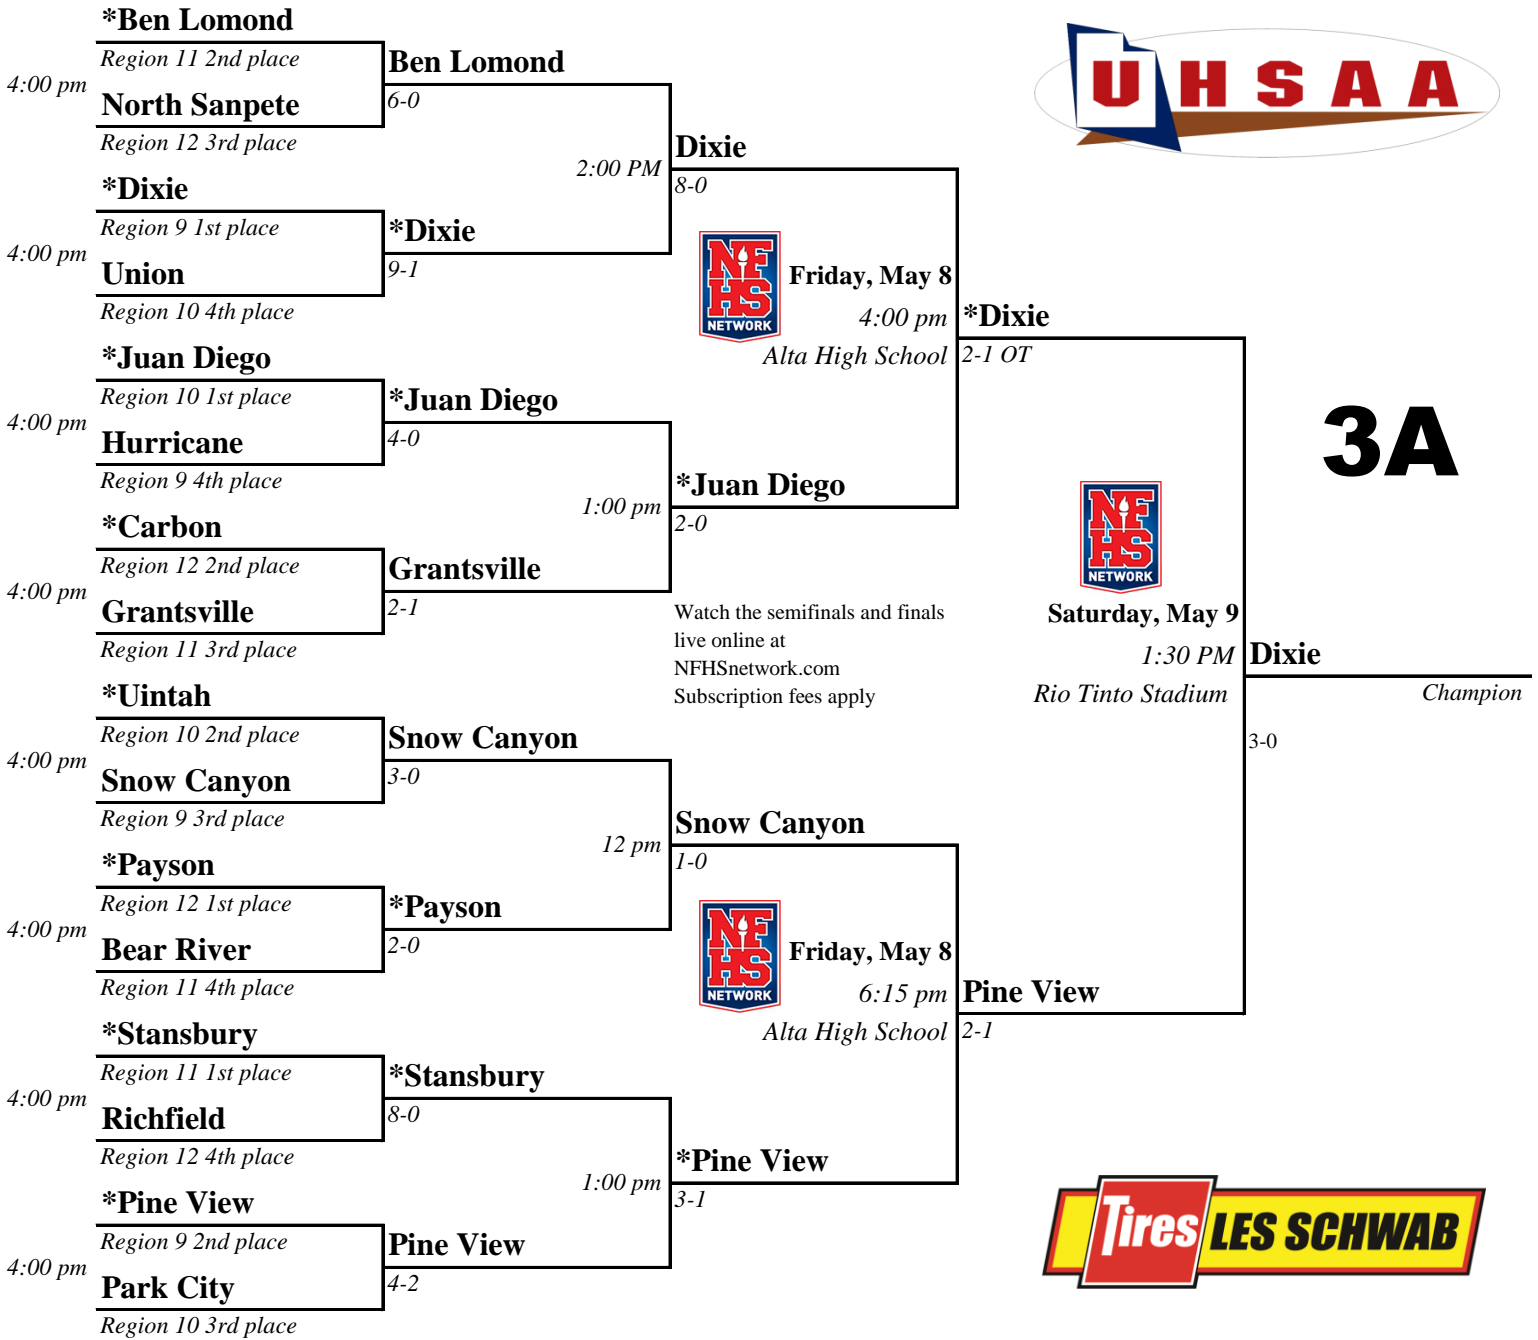 *Ben Lomond
Region 11 2nd place
4:00 pm
North Sanpete
Region 12 3rd place
*Dixie
Region 9 1st place
4:00 pm
Union
Region 10 4th place
*Juan Diego
Region 10 1st place
4:00 pm
Hurricane
Region 9 4th place
*Carbon
Region 12 2nd place
4:00 pm
Grantsville
Region 11 3rd place
*Uintah
Region 10 2nd place
4:00 pm
Snow Canyon
Region 9 3rd place
*Payson
Region 12 1st place
4:00 pm
Bear River
Region 11 4th place
*Stansbury
Region 11 1st place
4:00 pm
Richfield
Region 12 4th place
*Pine View
Region 9 2nd place
4:00 pm
Park City
Region 10 3rd place
Ben Lomond
6-0
2:00 PM
*Dixie
9-1
*Juan Diego
4-0
1:00 pm
Grantsville
2-1
Snow Canyon
3-0
12 pm
*Payson
2-0
*Stansbury
8-0
1:00 pm
Pine View
4-2
Dixie
8-0
NFHS
NETWORK
Friday, May 8
4:00 pm
Alta High School
*Juan Diego
2-0
Watch the semifinals and finals
live online at
NFHSnetwork.com
Subscription fees apply
Snow Canyon
1-0
NFHS
NETWORK
Friday, May 8
6:15 pm
Alta High School
*Pine View
3-1
*Dixie
2-1 OT
NFHS
NETWORK
Saturday, May 9
1:30 PM
Rio Tinto Stadium
Pine View
2-1
Dixie
Champion
3-0
UHSAA
3A
Tires LES SCHWAB